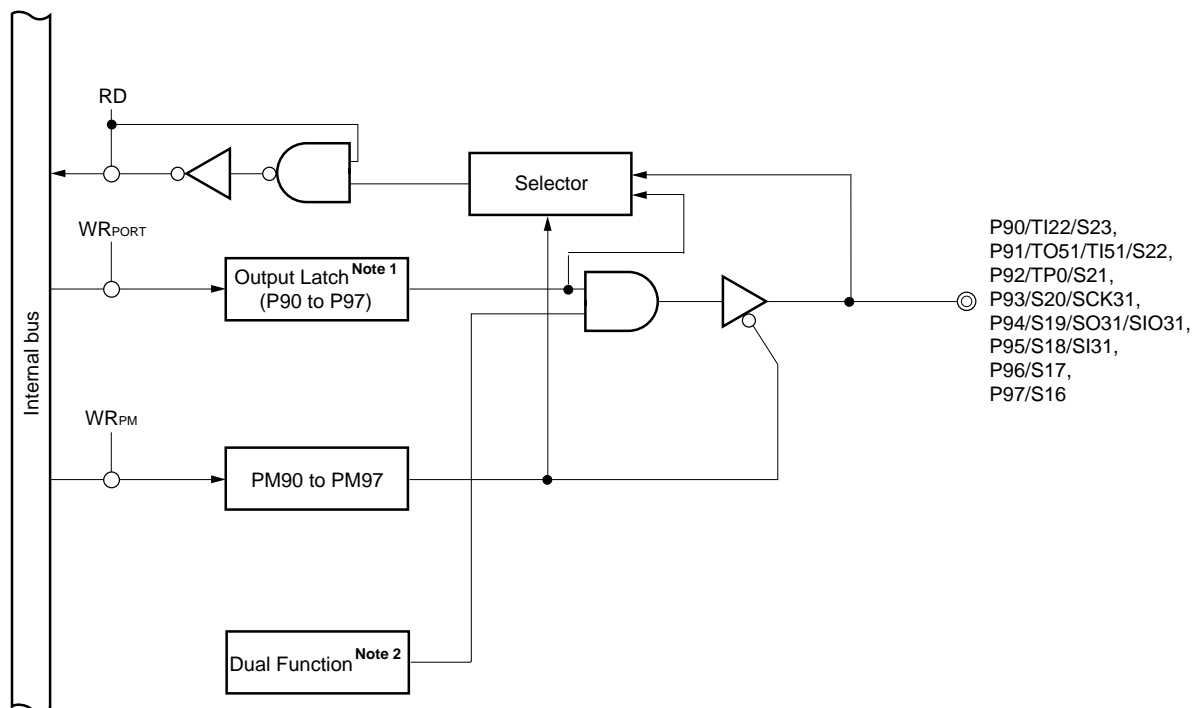 RD
Selector
WRPORT
Output Latch Note 1
(P90 to P97)
P90/TI22/S23,
P91/TO51/TI51/S22,
P92/TP0/S21,
P93/S20/SCK31,
P94/S19/SO31/SIO31,
P95/S18/SI31,
P96/S17,
P97/S16
Internal bus
WRPM
PM90 to PM97
Dual Function Note 2